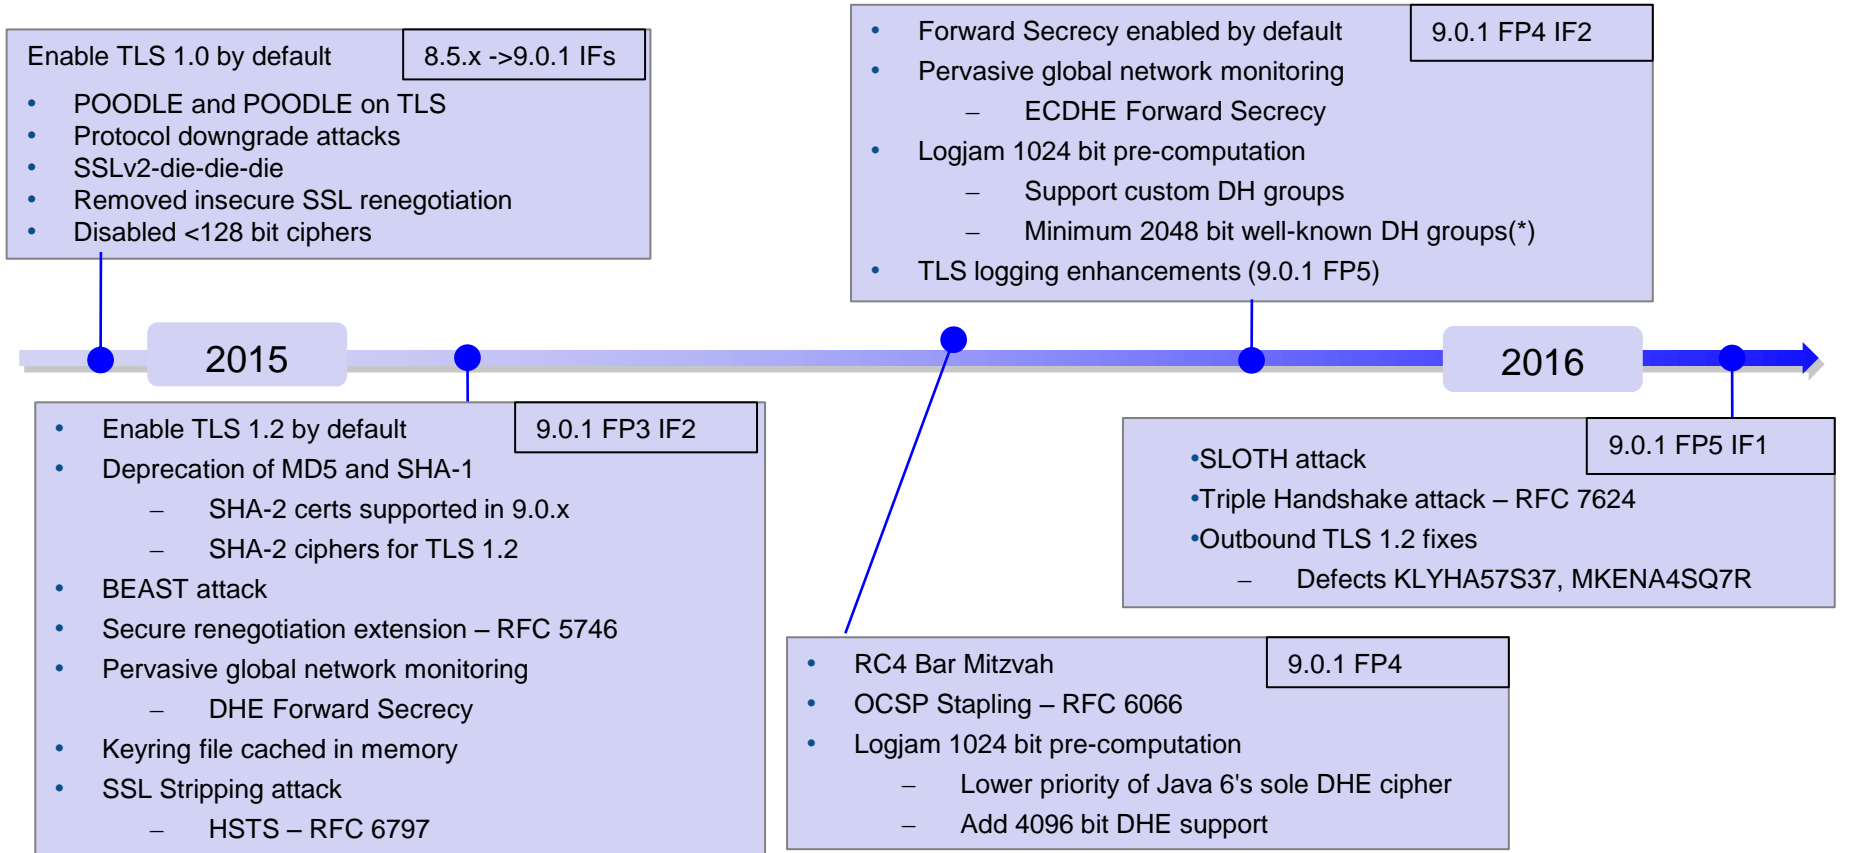 Enable TLS 1.0 by default
8.5.x ->9.0.1 IFs
• POODLE and POODLE on TLS
• Protocol downgrade attacks
• SSLv2-die-die-die
• Removed insecure SSL renegotiation
• Disabled <128 bit ciphers
• Forward Secrecy enabled by default
9.0.1 FP4 IF2
• Pervasive global network monitoring
– ECDHE Forward Secrecy
• Logjam 1024 bit pre-computation
– Support custom DH groups
– Minimum 2048 bit well-known DH groups(*)
• TLS logging enhancements (9.0.1 FP5)
2015
2016
• Enable TLS 1.2 by default
9.0.1 FP3 IF2
• Deprecation of MD5 and SHA-1
– SHA-2 certs supported in 9.0.x
– SHA-2 ciphers for TLS 1.2
• BEAST attack
• Secure renegotiation extension – RFC 5746
• Pervasive global network monitoring
– DHE Forward Secrecy
• Keyring file cached in memory
• SSL Stripping attack
– HSTS – RFC 6797
• RC4 Bar Mitzvah
9.0.1 FP4
• OCSP Stapling – RFC 6066
• Logjam 1024 bit pre-computation
– Lower priority of Java 6's sole DHE cipher
– Add 4096 bit DHE support
9.0.1 FP5 IF1
•SLOTH attack
•Triple Handshake attack – RFC 7624
•Outbound TLS 1.2 fixes
– Defects KLYHA57S37, MKENA4SQ7R